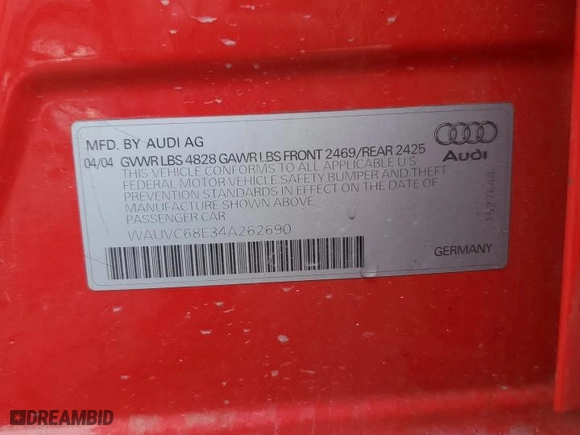 MFD. BY AUDI AG
04/04 GVWR LBS 4828 GAWR LBS FRONT 2469/REAR 2425
THIS VEHICLE CONFORMS TO ALL APPLICABLE U.S
FEDERAL MOTOR VEHICLE SAFETY BUMPER AND THEFT
PREVENTION STANDARDS IN EFFECT ON THE DATE OF
MANUFACTURE SHOWN ABOVE
PASSENGER CAR
WAUVC68E34A262690
Audi
GERMANY
DREAMBID